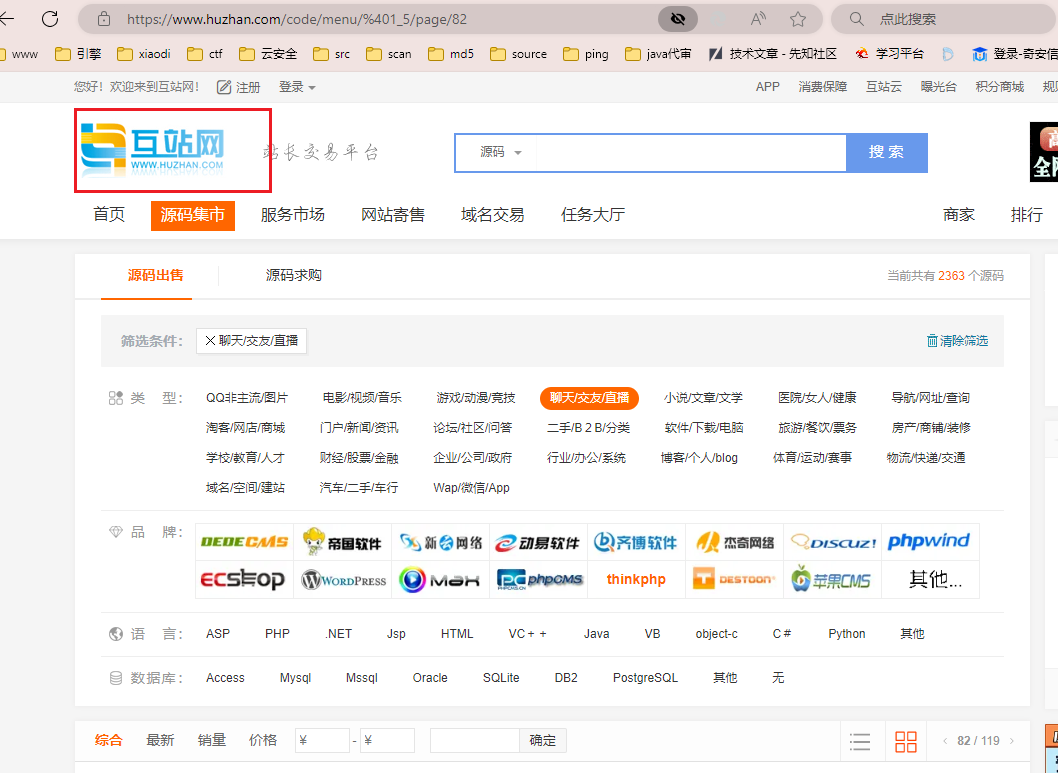 https://www.huzhan.com/code/menu/%401_5/page/82 A 点此搜索
www 引擎 xiaodi ctf 云安全 src scan md5 source ping java代审 技术文章 - 先知社区 学习平台 登录-奇安信
您好！欢迎来到互站网！ 注册 登录 APP 消费保障 互站云 曝光台 积分商城 规
互站网 WWW.HUZHAN.COM 站长交易平台 源码 搜 索
全
首页 源码集市 服务市场 网站寄售 域名交易 任务大厅 商家 排行
源码出售 源码求购 当前共有 2363 个源码
筛选条件： 聊天/交友/直播 清除筛选
类 型： QQ非主流/图片 电影/视频/音乐 游戏/动漫/竞技 聊天/交友/直播 小说/文章/文学 医院/女人/健康 导航/网址/查询
淘客/网店/商城 门户/新闻/资讯 论坛/社区/问答 二手/B 2 B/分类 软件/下载/电脑 旅游/餐饮/票务 房产/商铺/装修
学校/教育/人才 财经/股票/金融 企业/公司/政府 行业/办公/系统 博客/个人/blog 体育/运动/赛事 物流/快递/交通
域名/空间/建站 汽车/二手/车行 Wap/微信/App
品 牌： DEDECMS 帝国软件 新云网络 动易软件 齐博软件 杰奇网络 DISCUZ! phpwind
ECSHOP WORDPRESS MAX PHPCMS PHPCMS.CN thinkphp DESTOON 苹果CMS 其他...
语 言： ASP PHP .NET Jsp HTML VC + + Java VB object-c C # Python 其他
数据库： Access Mysql Mssql Oracle SQLite DB2 PostgreSQL 其他 无
综合 最新 销量 价格 ¥ - ¥ 确定 82 / 119